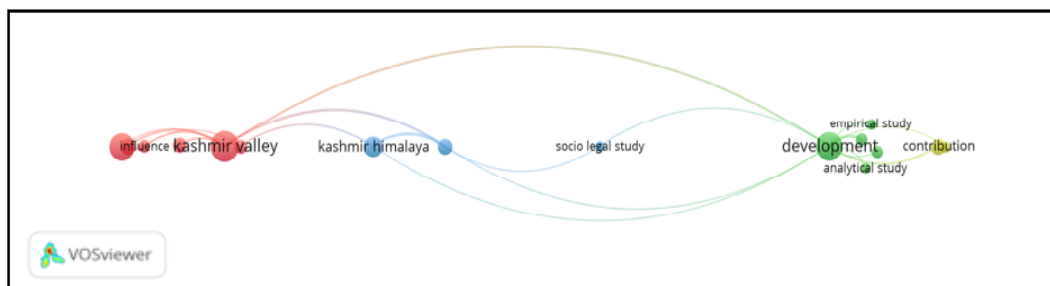 influence
kashmir valley
kashmir himalaya
socio legal study
empirical study
development
contribution
analytical study
VOSviewer